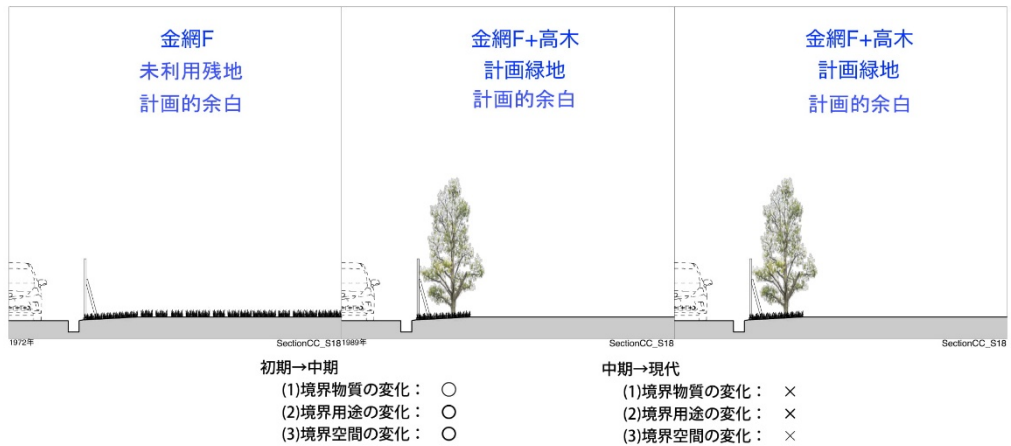 金網F
未利用残地
計画的余白
金網F+高木
計画緑地
計画的余白
金網F+高木
計画緑地
計画的余白
1972年
SectionCC_S18
1989年
SectionCC_S18
SectionCC_S18
初期→中期
(1)境界物質の変化： ○
(2)境界用途の変化： ○
(3)境界空間の変化： ○
中期→現代
(1)境界物質の変化： ×
(2)境界用途の変化： ×
(3)境界空間の変化： ×